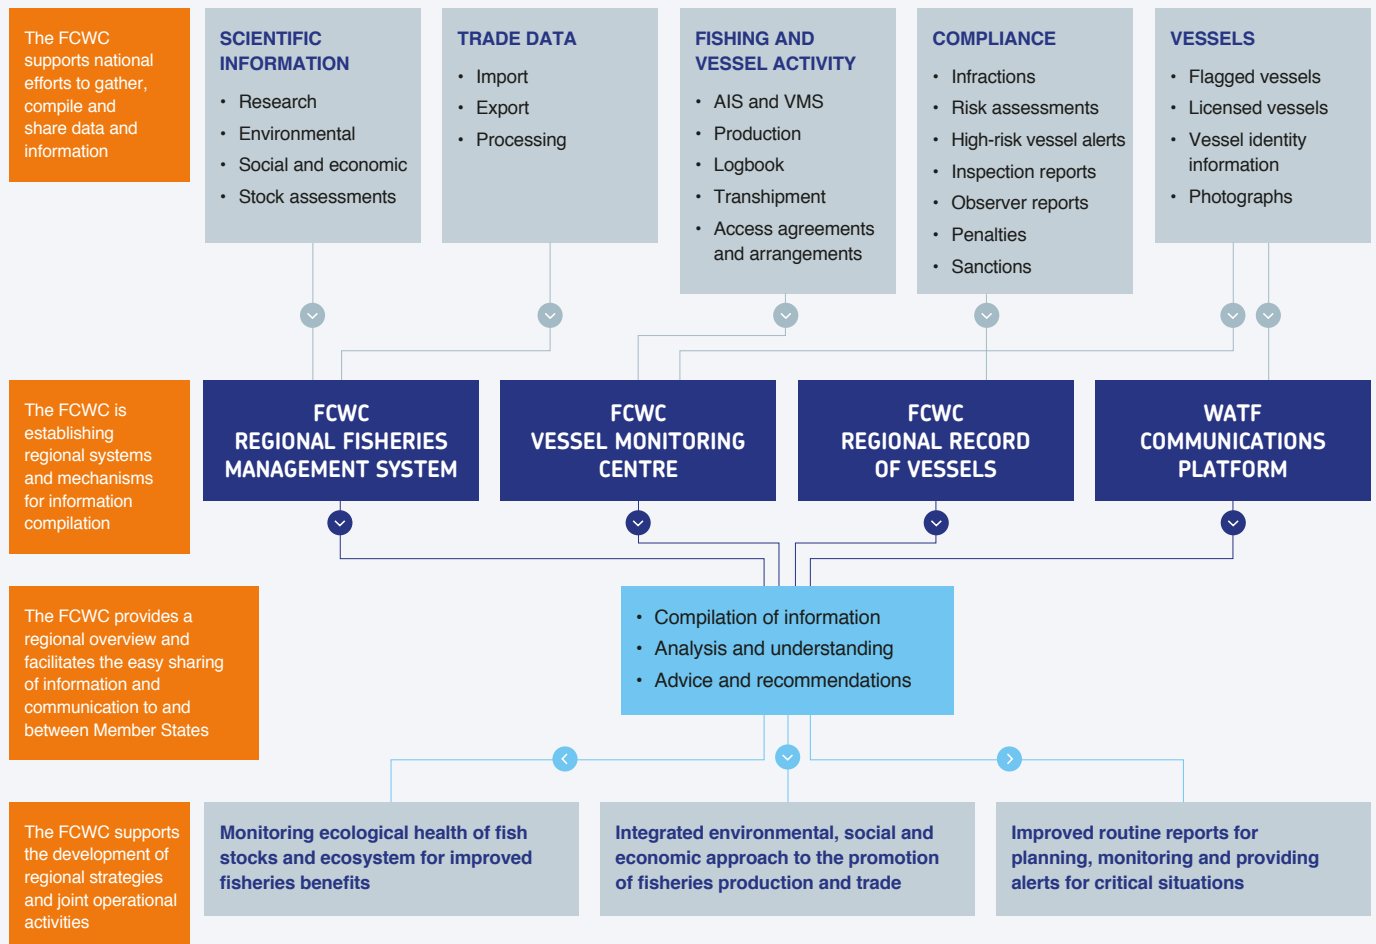 The FCWC
supports national
efforts to gather,
compile and
share data and
information
SCIENTIFIC
INFORMATION
• Research
• Environmental
• Social and economic
• Stock assessments
TRADE DATA
• Import
• Export
• Processing
FISHING AND
VESSEL ACTIVITY
• AIS and VMS
• Production
• Logbook
• Transhipment
• Access agreements
and arrangements
COMPLIANCE
• Infractions
• Risk assessments
• High-risk vessel alerts
• Inspection reports
• Observer reports
• Penalties
• Sanctions
VESSELS
• Flagged vessels
• Licensed vessels
• Vessel identity
information
• Photographs
The FCWC is
establishing
regional systems
and mechanisms
for information
compilation
FCWC
REGIONAL FISHERIES
MANAGEMENT SYSTEM
FCWC
VESSEL MONITORING
CENTRE
FCWC
REGIONAL RECORD
OF VESSELS
WATF
COMMUNICATIONS
PLATFORM
The FCWC provides a
regional overview and
facilitates the easy sharing
of information and
communication to and
between Member States
• Compilation of information
• Analysis and understanding
• Advice and recommendations
The FCWC supports
the development of
regional strategies
and joint operational
activities
Monitoring ecological health of fish
stocks and ecosystem for improved
fisheries benefits
Integrated environmental, social and
economic approach to the promotion
of fisheries production and trade
Improved routine reports for
planning, monitoring and providing
alerts for critical situations